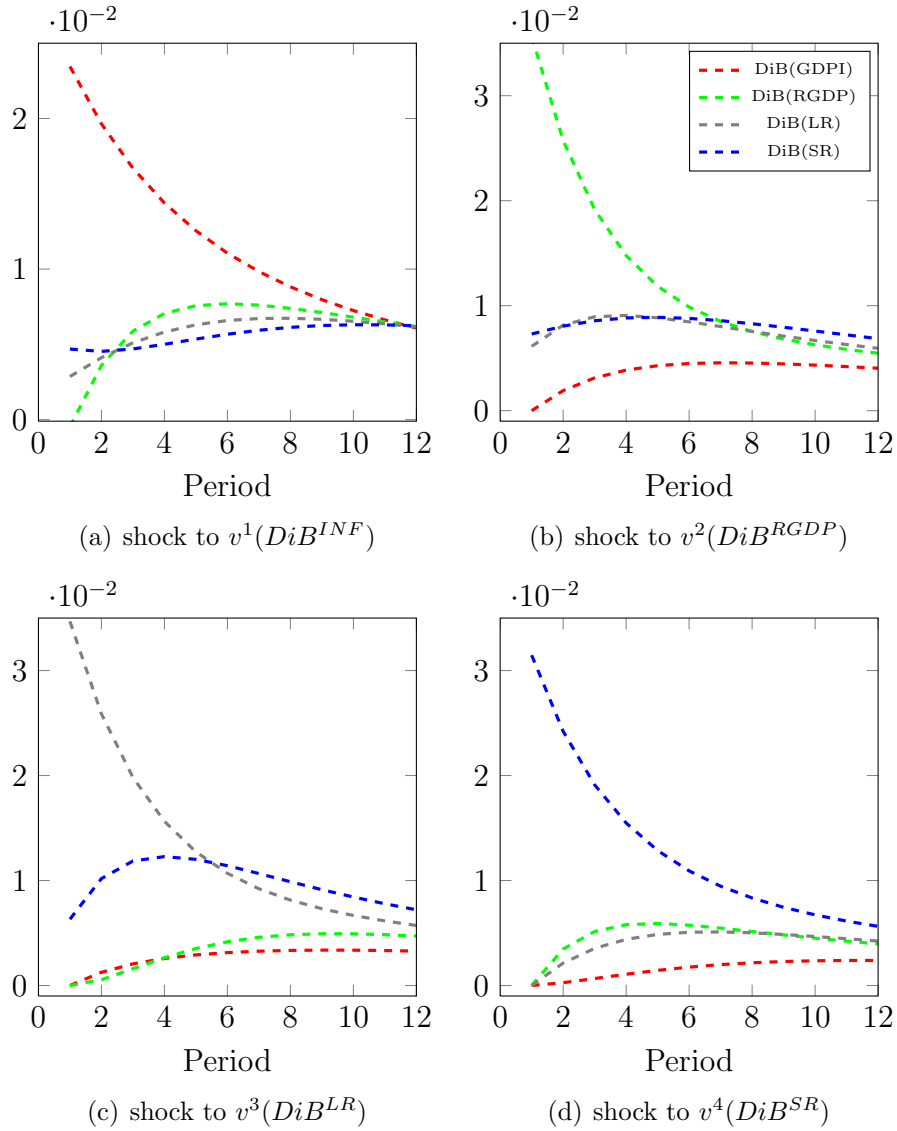 ·10⁻² ·10⁻²
2
1
0
0 2 4 6 8 10 12
Period
(a) shock to v¹(DiB^{INF})
DiB(GDPI)
DiB(RGDP)
DiB(LR)
DiB(SR)
3
2
1
0
0 2 4 6 8 10 12
Period
(b) shock to v²(DiB^{RGDP})
·10⁻² ·10⁻²
3
2
1
0
0 2 4 6 8 10 12
Period
(c) shock to v³(DiB^{LR})
3
2
1
0
0 2 4 6 8 10 12
Period
(d) shock to v⁴(DiB^{SR})